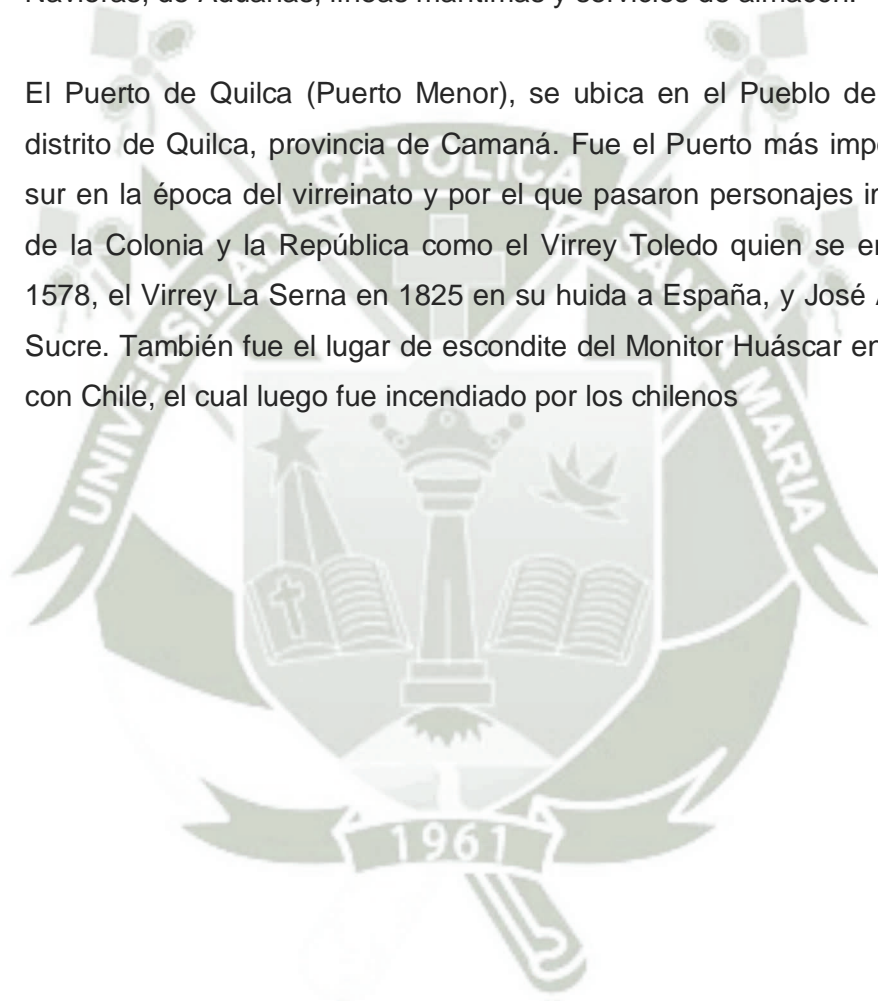 Navieras, de Aduanas, líneas marítimas y servicios de almacén.
El Puerto de Quilca (Puerto Menor), se ubica en el Pueblo de
distrito de Quilca, provincia de Camaná. Fue el Puerto más
sur en la época del virreinato y por el que pasaron personajes
de la Colonia y la República como el Virrey Toledo quien se
1578, el Virrey La Serna en 1825 en su huida a España, y José
Sucre. También fue el lugar de escondite del Monitor Huáscar en
con Chile, el cual luego fue incendiado por los chilenos
UNIVERSIDAD CATOLICA SANTA MARIA
1961